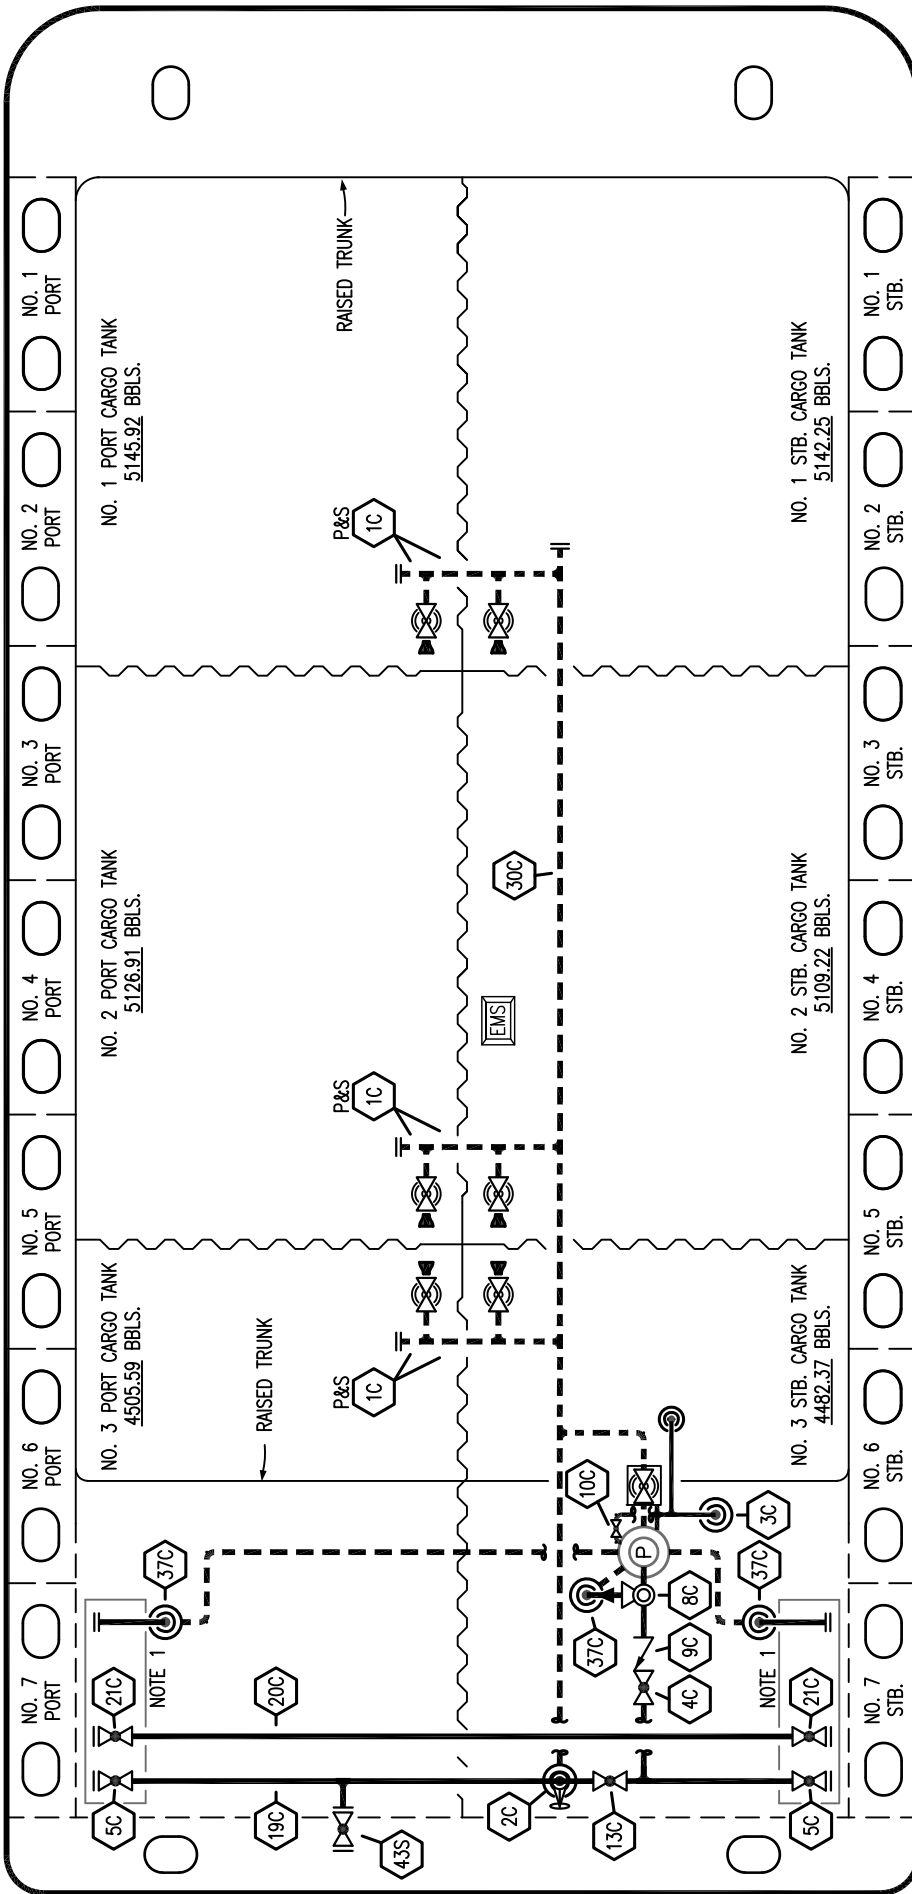 NO. 7
PORT
NO. 6
PORT
NO. 5
PORT
NO. 4
PORT
NO. 3
PORT
NO. 2
PORT
NO. 1
PORT
NO. 3 PORT CARGO TANK
4505.59 BBLS.
NO. 2 PORT CARGO TANK
5126.91 BBLS.
NO. 1 PORT CARGO TANK
5145.92 BBLS.
5C
21C
NOTE 1
37C
RAISED TRUNK
RAISED TRUNK
19C
20C
43S
P&S
1C
P&S
1C
P&S
1C
EMS
30C
2C
10C
37C
P
13C
4C
9C
8C
3C
5C
21C
NOTE 1
37C
NO. 3 STB. CARGO TANK
4482.37 BBLS.
NO. 2 STB. CARGO TANK
5109.22 BBLS.
NO. 1 STB. CARGO TANK
5142.25 BBLS.
NO. 7
STB.
NO. 6
STB.
NO. 5
STB.
NO. 4
STB.
NO. 3
STB.
NO. 2
STB.
NO. 1
STB.